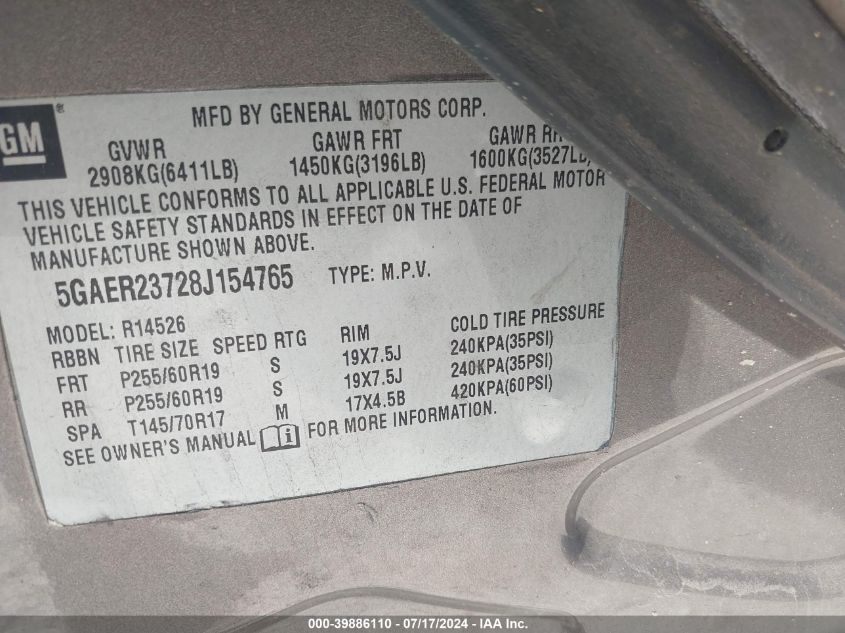 GM ®
MFD BY GENERAL MOTORS CORP.
GVWR GAWR FRT GAWR
2908KG(6411LB) 1450KG(3196LB) 1600KG(3527LB)
THIS VEHICLE CONFORMS TO ALL APPLICABLE U.S. FEDERAL MOTOR
VEHICLE SAFETY STANDARDS IN EFFECT ON THE DATE OF
MANUFACTURE SHOWN ABOVE.
5GAER23728J154765 TYPE: M.P.V.
MODEL: R14526
RBBN TIRE SIZE SPEED RTG RIM COLD TIRE PRESSURE
FRT P255/60R19 S 19X7.5J 240KPA(35PSI)
RR P255/60R19 S 19X7.5J 240KPA(35PSI)
SPA T145/70R17 M 17X4.5B 420KPA(60PSI)
SEE OWNER'S MANUAL i FOR MORE INFORMATION.
000-39886110 - 07/17/2024 - IAA Inc.